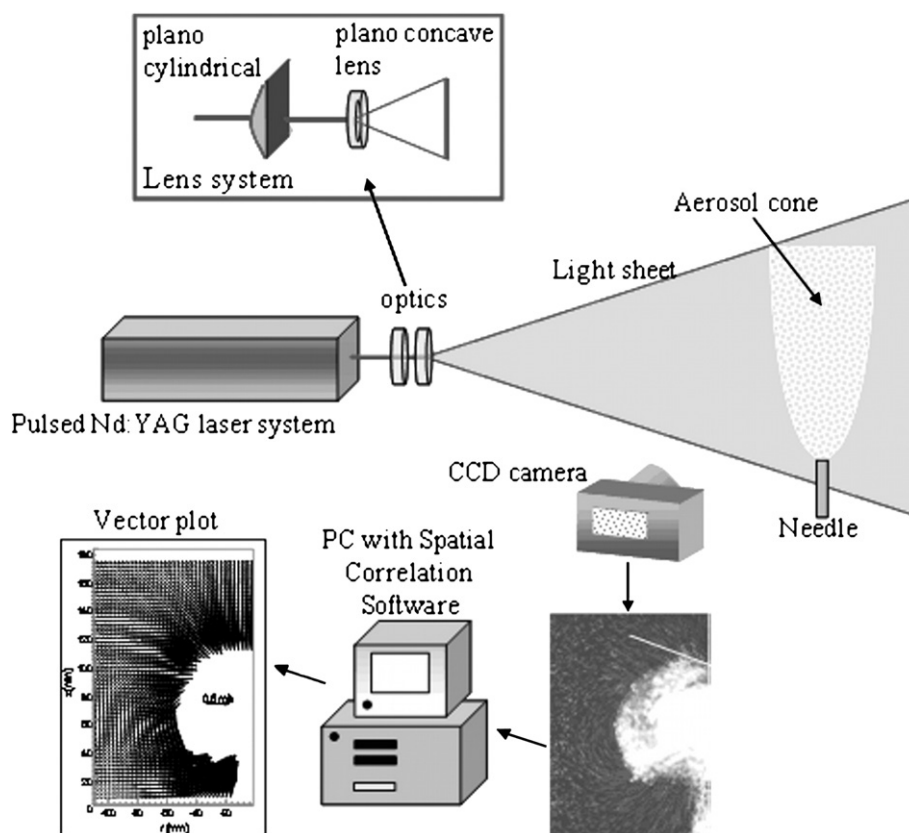 plano
cylindrical
plano concave
lens
Lens system
Aerosol cone
Light sheet
optics
Pulsed Nd:YAG laser system
CCD camera
Needle
Vector plot
PC with Spatial
Correlation
Software